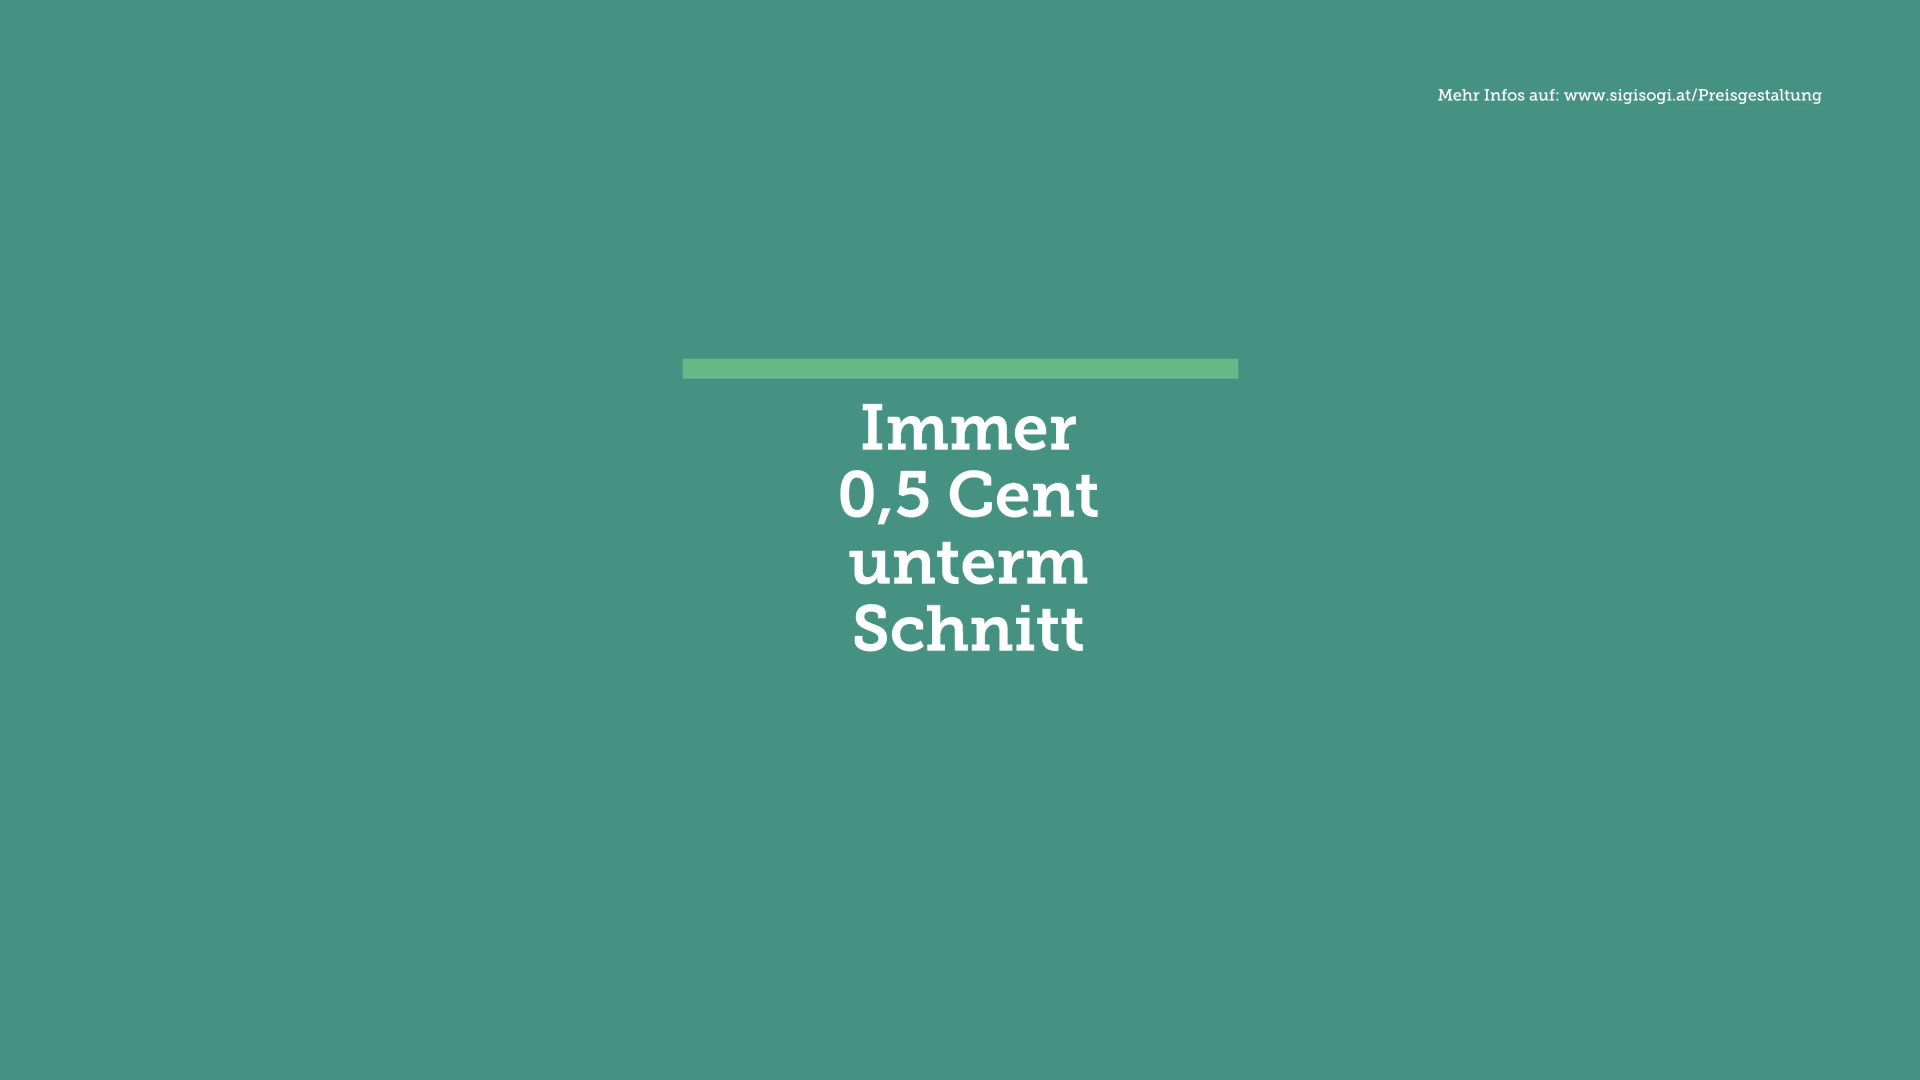 Mehr Infos auf: www.sigisogi.at/Preisgestaltung
Immer
0,5 Cent
unterm
Schnitt